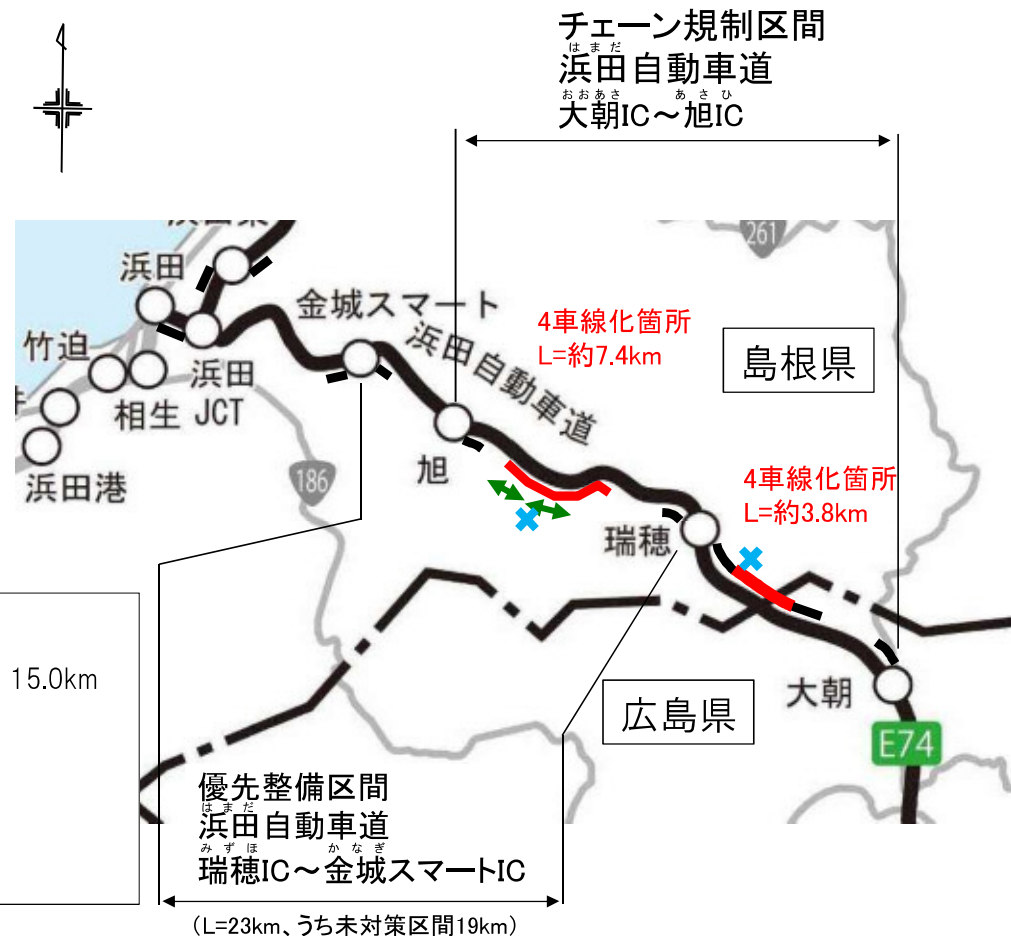 チェーン規制区間
はまだ
浜田自動車道
おおあさ あさひ
大朝IC～旭IC
261
浜田
金城スマート
浜田自動車道
4車線化箇所
L=約7.4km
島根県
竹迫
浜田
JCT
相生
旭
186
浜田港
4車線化箇所
L=約3.8km
瑞穂
15.0km
大朝
広島県
E74
優先整備区間
はまだ
浜田自動車道
みずほ かなぎ
瑞穂IC～金城スマートIC
(L=23km、うち未対策区間19km)